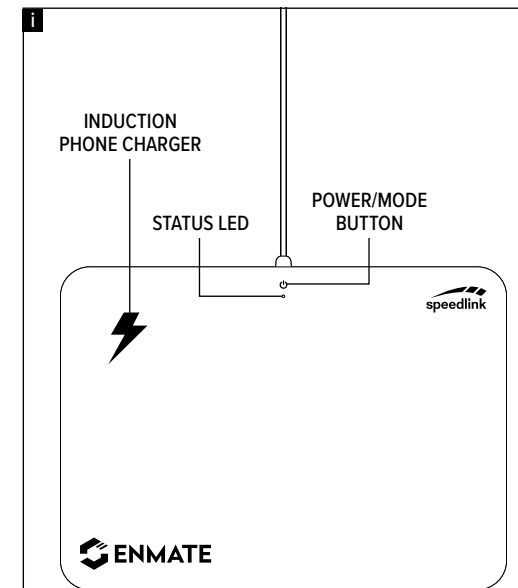 i
INDUCTION
PHONE CHARGER
STATUS LED
POWER/MODE
BUTTON
speedlink
ENMATE